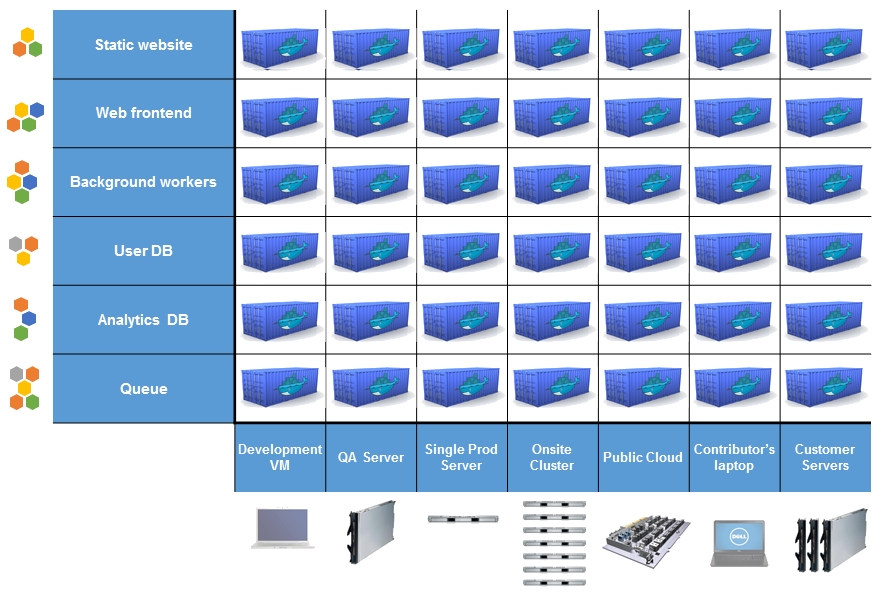 Static website
Web frontend
Background workers
User DB
Analytics  DB
Queue
Development
VM
QA  Server
Single Prod
Server
Onsite
Cluster
Public Cloud
Contributor's
laptop
Customer
Servers
DELL